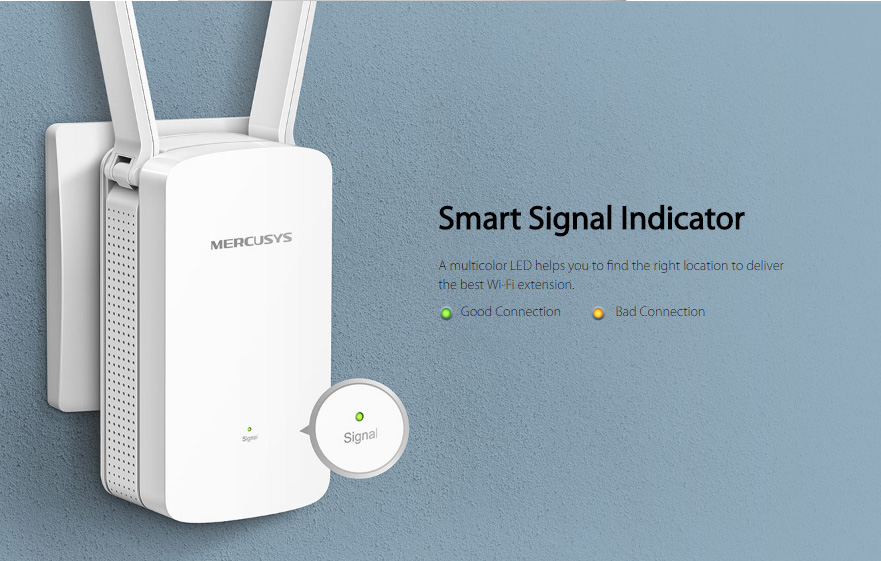 MERCUSYS
Signal
Signal
Smart Signal Indicator
A multicolor LED helps you to find the right location to deliver
the best Wi-Fi extension.
Good Connection Bad Connection